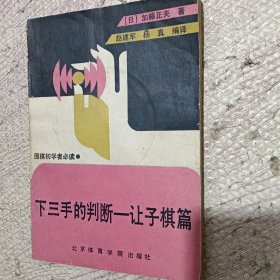 ［日］加藤正夫 著
赵建军 杨真 编译
围棋初学者必读●
下三手的判断—让子棋篇
北京体育学院出版社